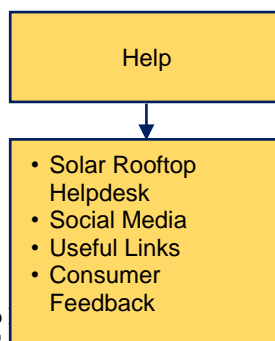 Help
• Solar Rooftop
Helpdesk
• Social Media
• Useful Links
• Consumer
Feedback